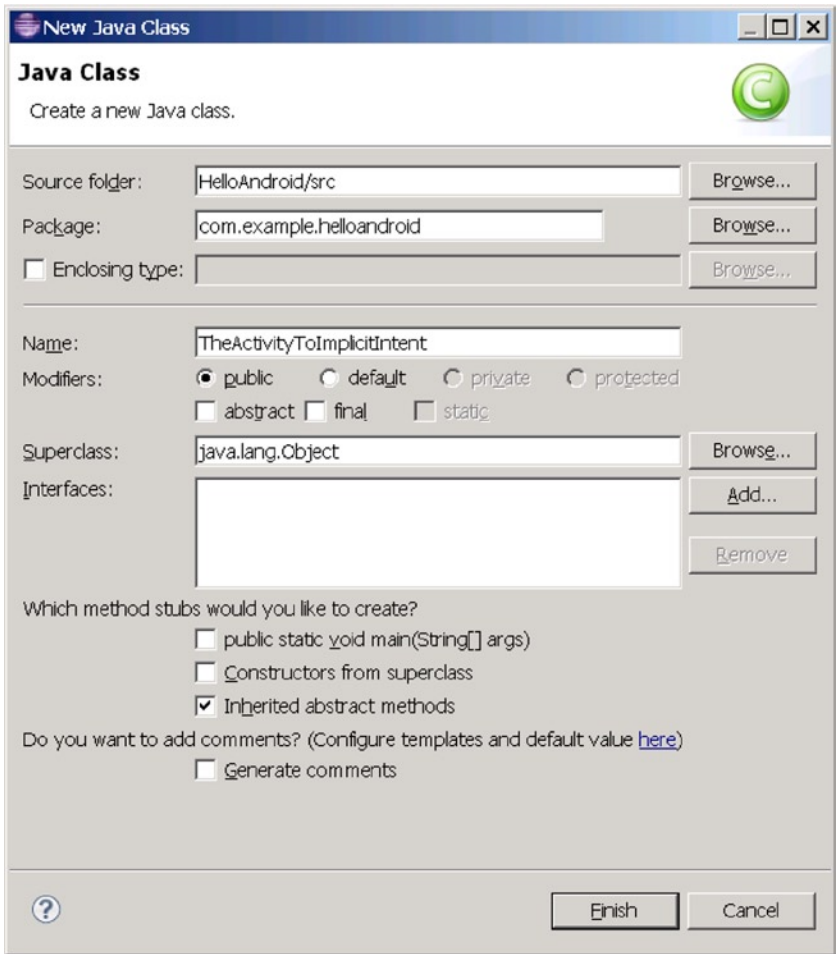 New Java Class
Java Class
Create a new Java class.
C
Source folder: HelloAndroid/src Browse...
Package: com.example.helloandroid Browse...
Enclosing type: Browse...
Name: TheActivityToImplicitIntent
Modifiers: public default private protected
abstract final static
Superclass: java.lang.Object Browse...
Interfaces: Add...
Remove
Which method stubs would you like to create?
public static void main(String[] args)
Constructors from superclass
Inherited abstract methods
Do you want to add comments? (Configure templates and default value here)
Generate comments
? Finish Cancel